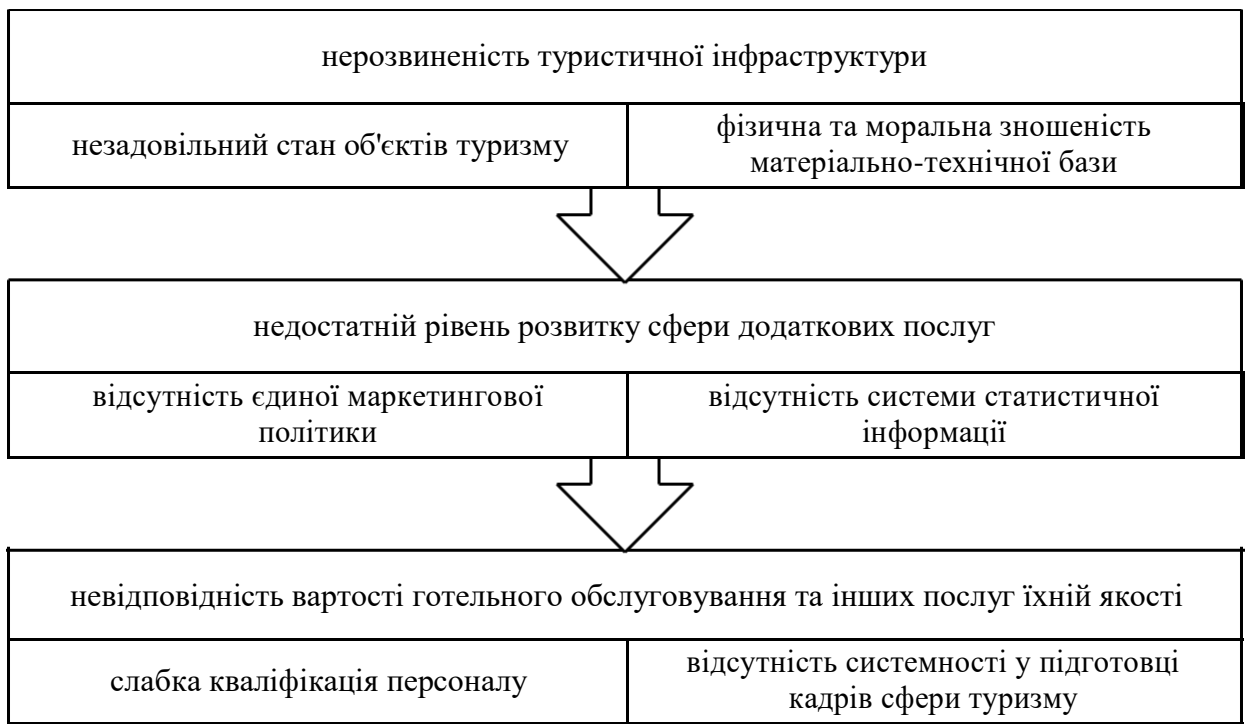 нерозвиненість туристичної інфраструктури
незадовільний стан об'єктів туризму
фізична та моральна зношеність
матеріально-технічної бази
недостатній рівень розвитку сфери додаткових послуг
відсутність єдиної маркетингової
політики
відсутність системи статистичної
інформації
невідповідність вартості готельного обслуговування та інших послуг їхній якості
слабка кваліфікація персоналу
відсутність системності у підготовці
кадрів сфери туризму